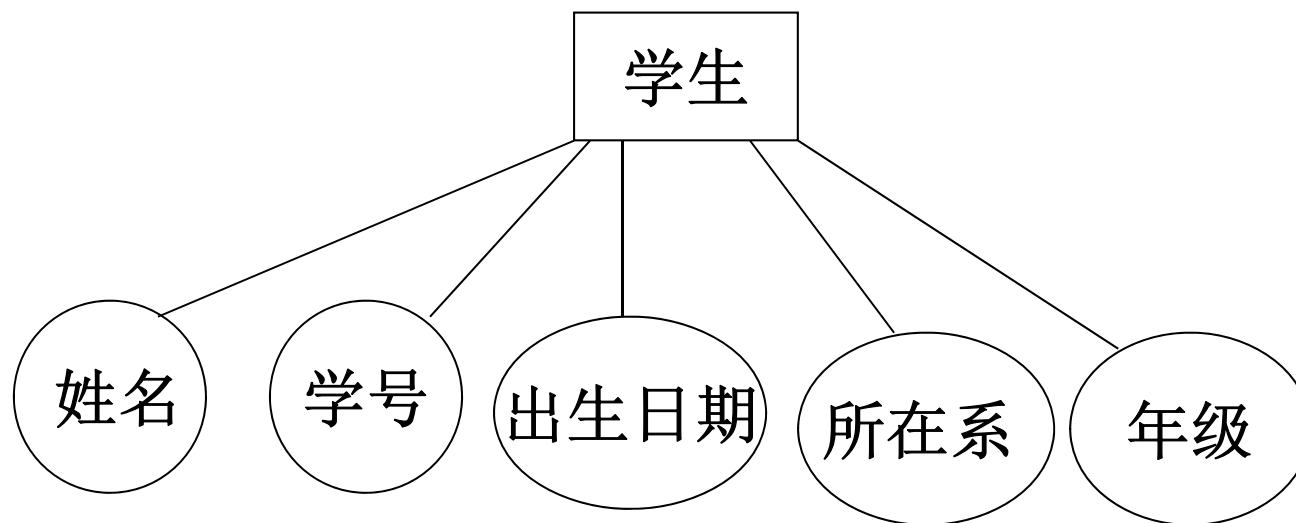 学生
姓名
学号
出生日期
所在系
年级